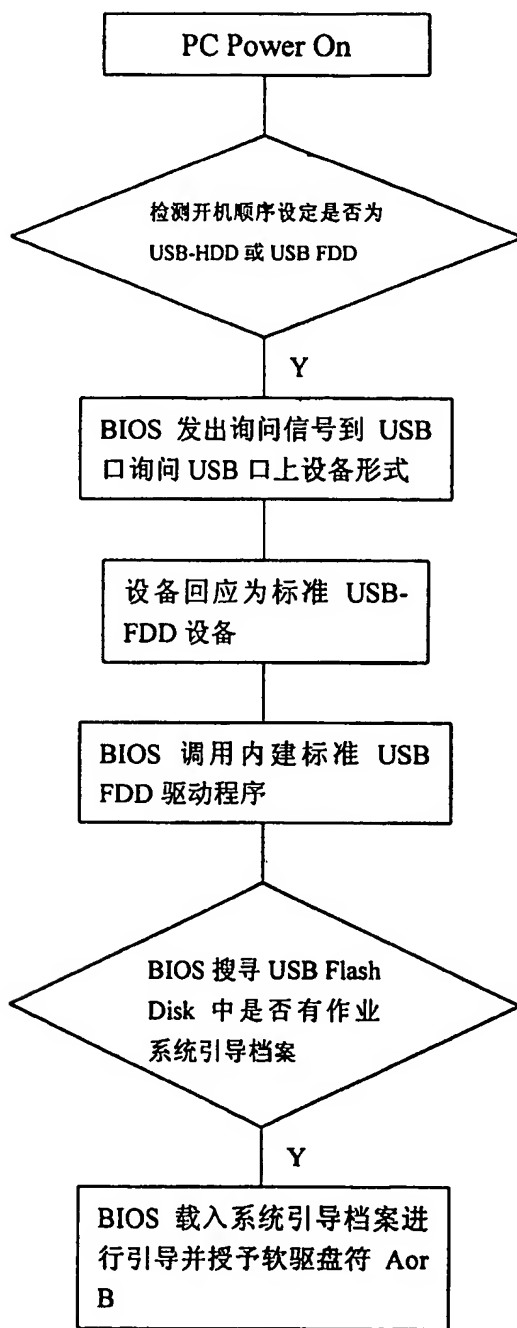 PC Power On
检测开机顺序设定是否为
USB-HDD 或 USB FDD
Y
BIOS 发出询问信号到 USB
口询问 USB 口上设备形式
设备回应为标准 USB-
FDD 设备
BIOS 调用内建标准 USB
FDD 驱动程序
BIOS 搜寻 USB Flash
Disk 中是否有作业
系统引导档案
Y
BIOS 载入系统引导档案进
行引导并授予软驱盘符 Aor
B